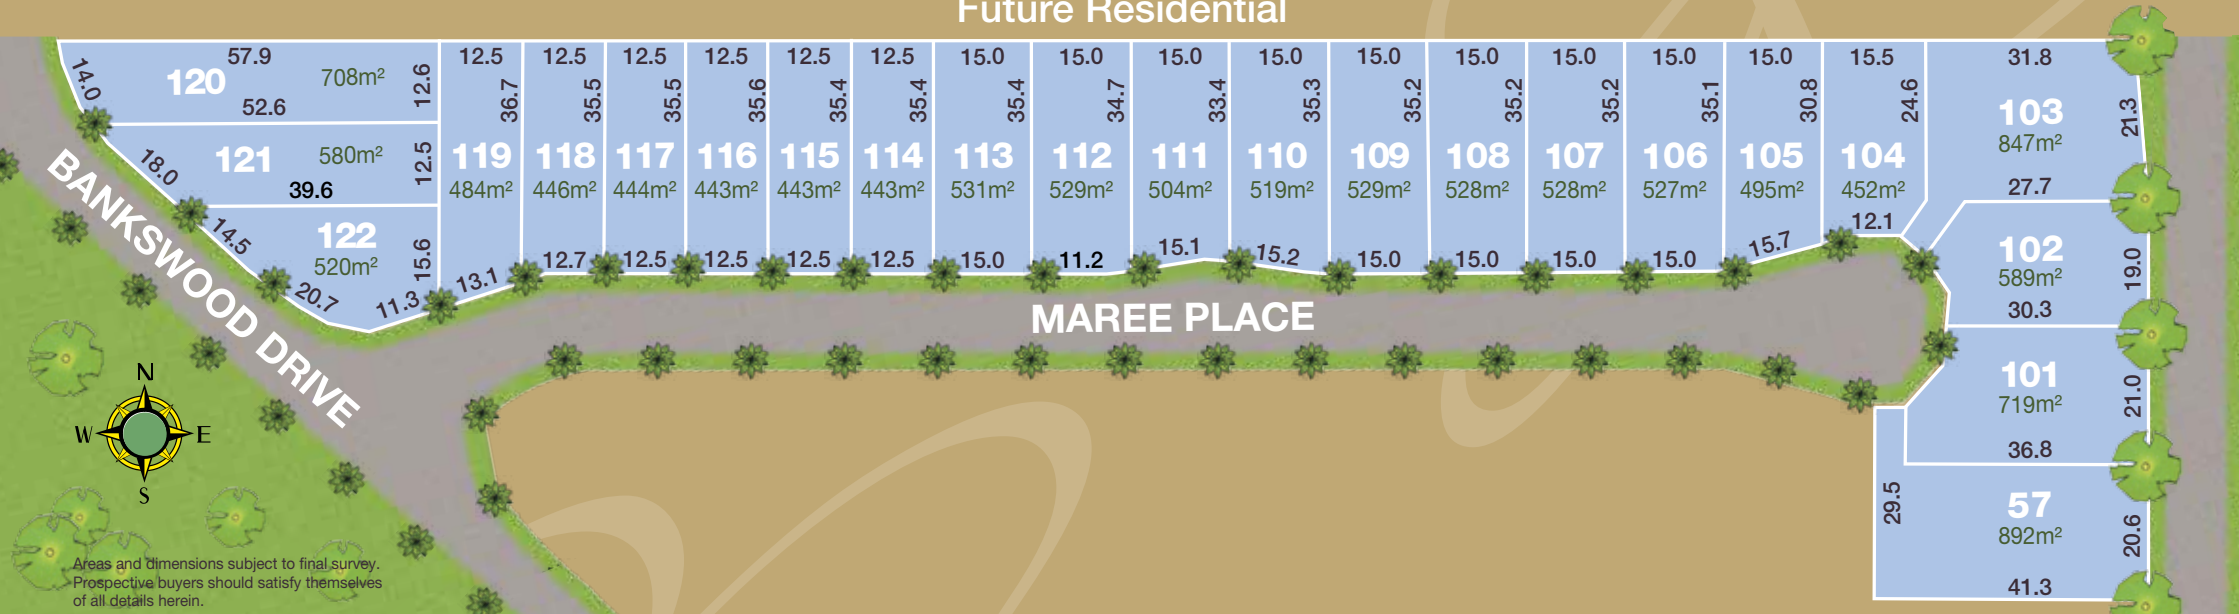 Future Residential
57.9
120
708m²
14.0
52.6
12.6
121
580m²
18.0
39.6
12.5
122
520m²
14.5
15.6
20.7
11.3
12.5
36.7
119
484m²
13.1
12.5
35.5
118
446m²
12.7
12.5
35.5
117
444m²
12.5
12.5
35.6
116
443m²
12.5
12.5
35.4
115
443m²
12.5
12.5
35.4
114
443m²
12.5
15.0
35.4
113
531m²
15.0
15.0
34.7
112
529m²
11.2
15.0
33.4
111
504m²
15.1
15.0
35.3
110
519m²
15.2
15.0
35.2
109
529m²
15.0
15.0
35.2
108
528m²
15.0
15.0
35.2
107
528m²
15.0
15.0
35.1
106
527m²
15.0
15.0
30.8
105
495m²
15.7
15.5
24.6
104
452m²
12.1
31.8
103
847m²
21.3
27.7
102
589m²
19.0
30.3
101
719m²
21.0
36.8
57
892m²
29.5
20.6
41.3
BANKSWOOD DRIVE
MAREE PLACE
N
W
E
S
Areas and dimensions subject to final survey.
Prospective buyers should satisfy themselves
of all details herein.